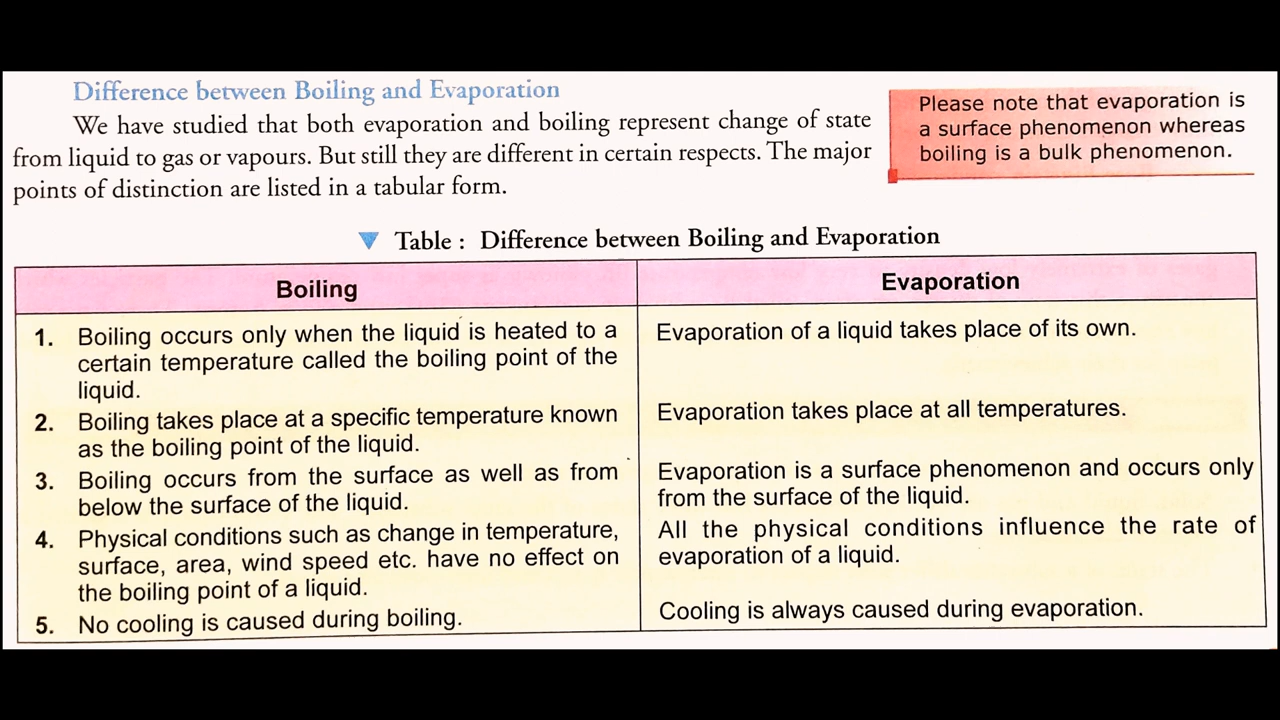 Difference between Boiling and Evaporation
We have studied that both evaporation and boiling represent change of state
from liquid to gas or vapours. But still they are different in certain respects. The major
points of distinction are listed in a tabular form.
Please note that evaporation is
a surface phenomenon whereas
boiling is a bulk phenomenon.
▼ Table : Difference between Boiling and Evaporation
Boiling
1. Boiling occurs only when the liquid is heated to a
certain temperature called the boiling point of the
liquid.
2. Boiling takes place at a specific temperature known
as the boiling point of the liquid.
3. Boiling occurs from the surface as well as from
below the surface of the liquid.
4. Physical conditions such as change in temperature,
surface, area, wind speed etc. have no effect on
the boiling point of a liquid.
5. No cooling is caused during boiling.
Evaporation
Evaporation of a liquid takes place of its own.
Evaporation takes place at all temperatures.
Evaporation is a surface phenomenon and occurs only
from the surface of the liquid.
All the physical conditions influence the rate of
evaporation of a liquid.
Cooling is always caused during evaporation.